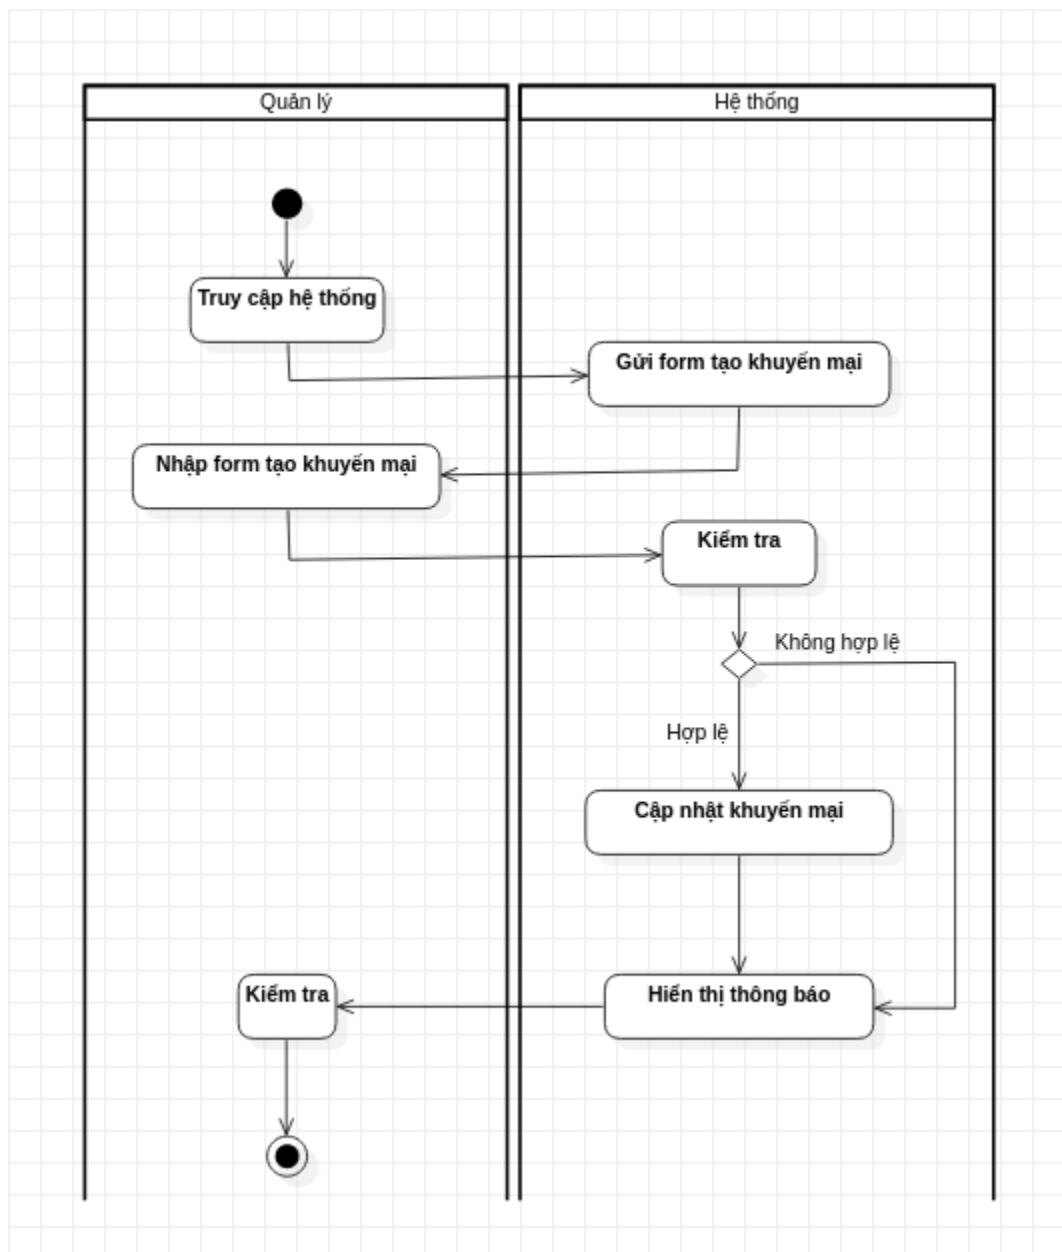 Quản lý
Hệ thống
Truy cập hệ thống
Gửi form tạo khuyến mại
Nhập form tạo khuyến mại
Kiểm tra
Không hợp lệ
Hợp lệ
Cập nhật khuyến mại
Kiểm tra
Hiển thị thông báo